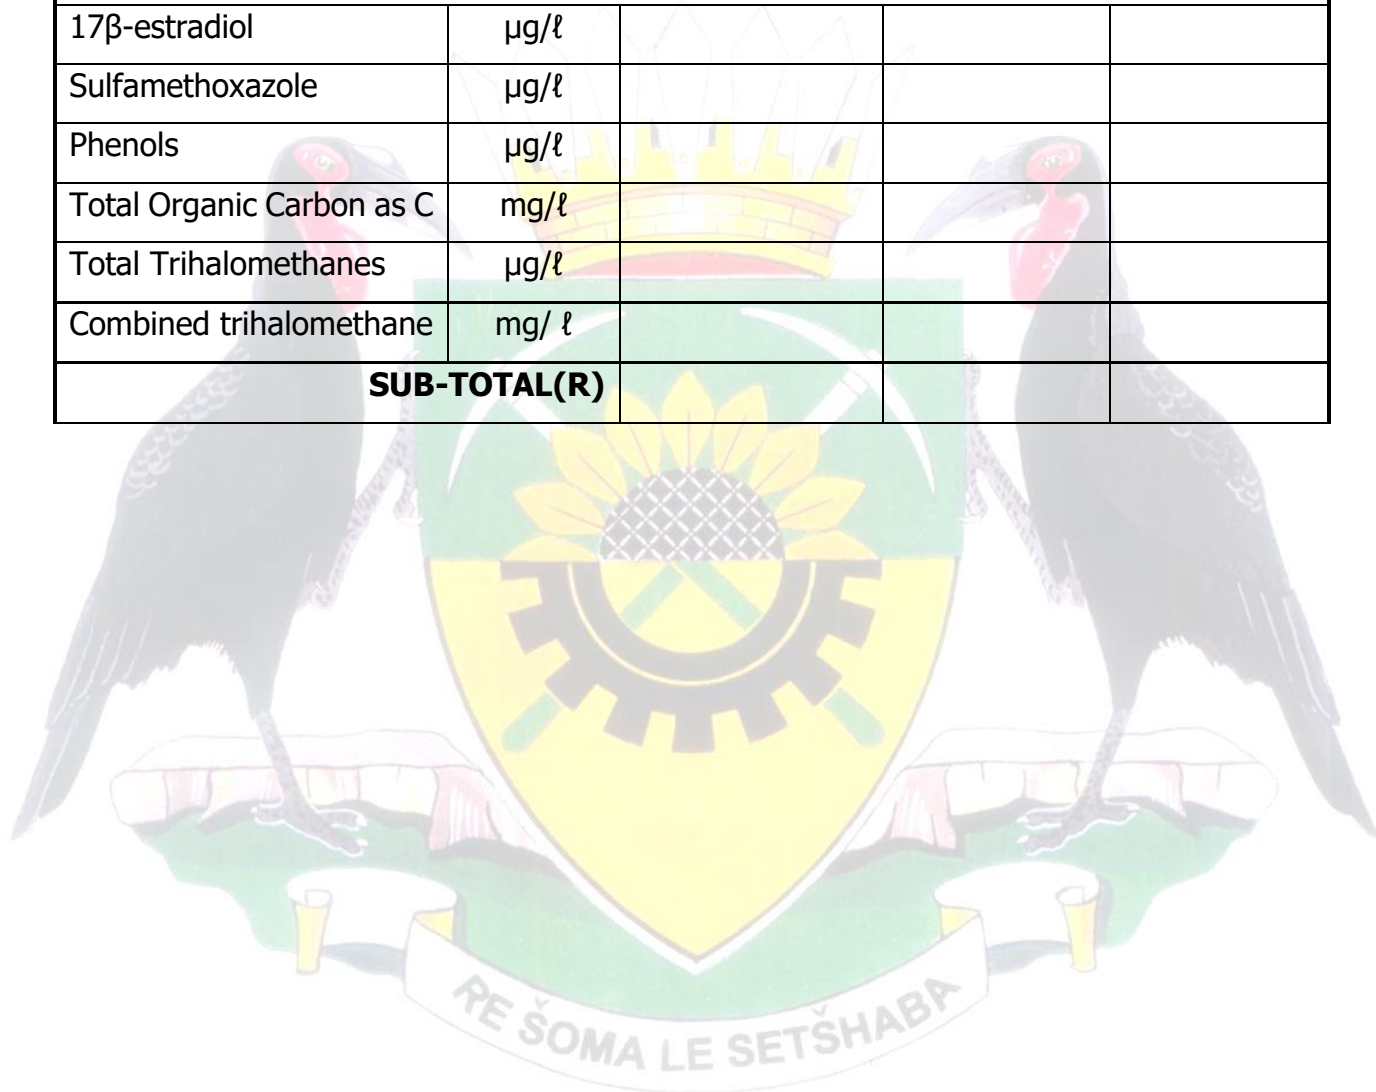 17β-estradiol µg/ℓ
Sulfamethoxazole µg/ℓ
Phenols µg/ℓ
Total Organic Carbon as C mg/ℓ
Total Trihalomethanes µg/ℓ
Combined trihalomethane mg/ ℓ
SUB-TOTAL(R)
RE ŠOMA LE SETŠHABA